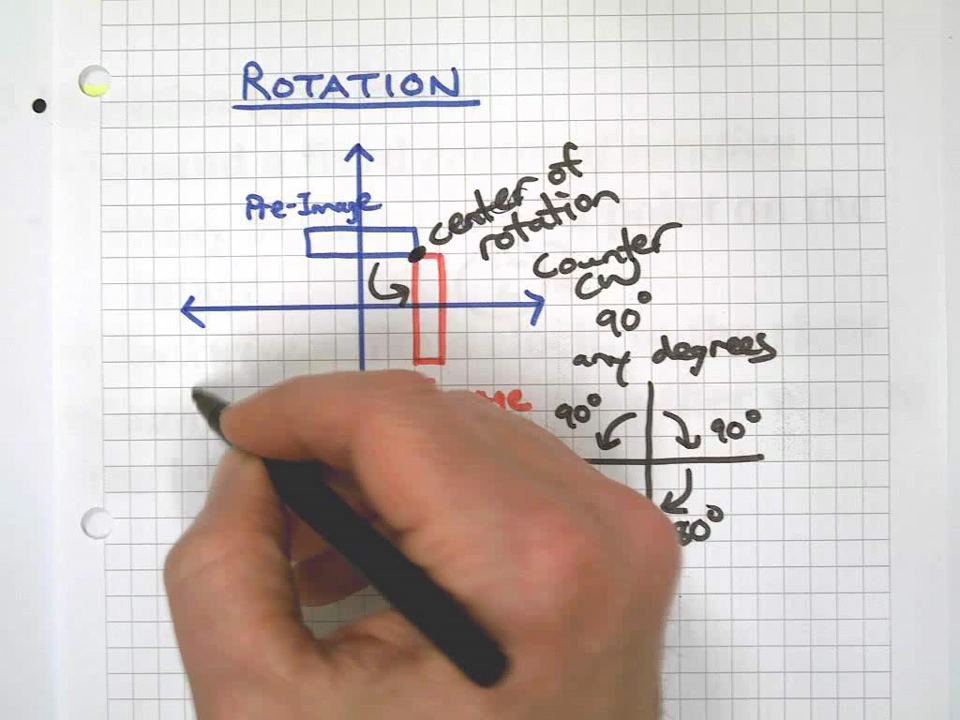 ROTATION
Pre-Image
center of
rotation
Counter
CW
90°
any degrees
90°
90°